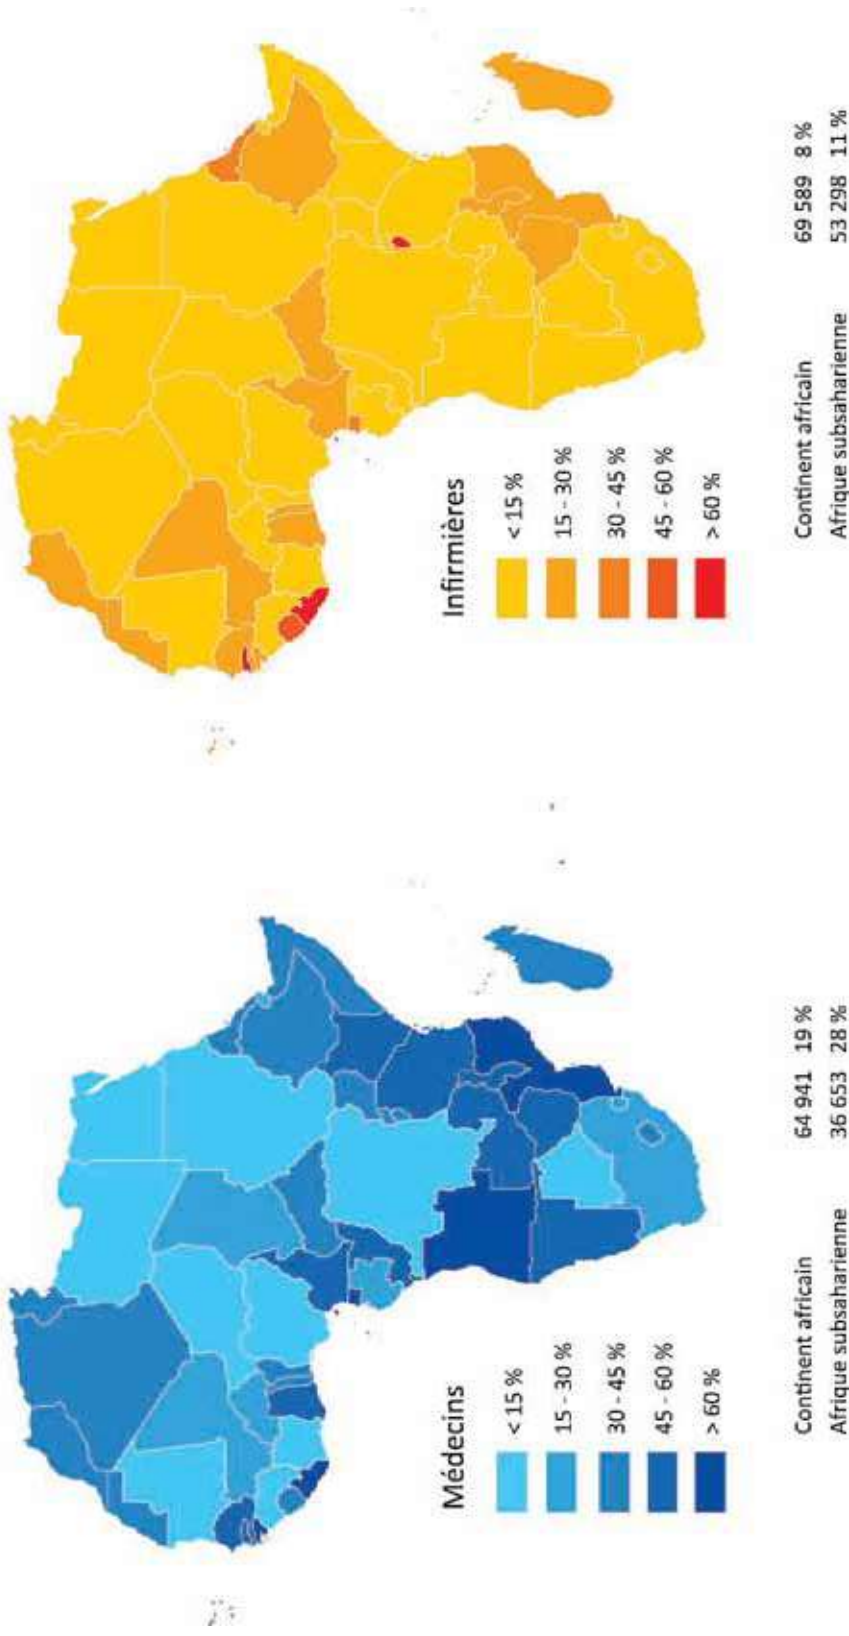 Médecins
< 15 %
15 - 30 %
30 - 45 %
45 - 60 %
> 60 %
Continent africain 64 941 19 %
Afrique subsaharienne 36 653 28 %
Infirmières
< 15 %
15 - 30 %
30 - 45 %
45 - 60 %
> 60 %
Continent africain 69 589 8 %
Afrique subsaharienne 53 298 11 %